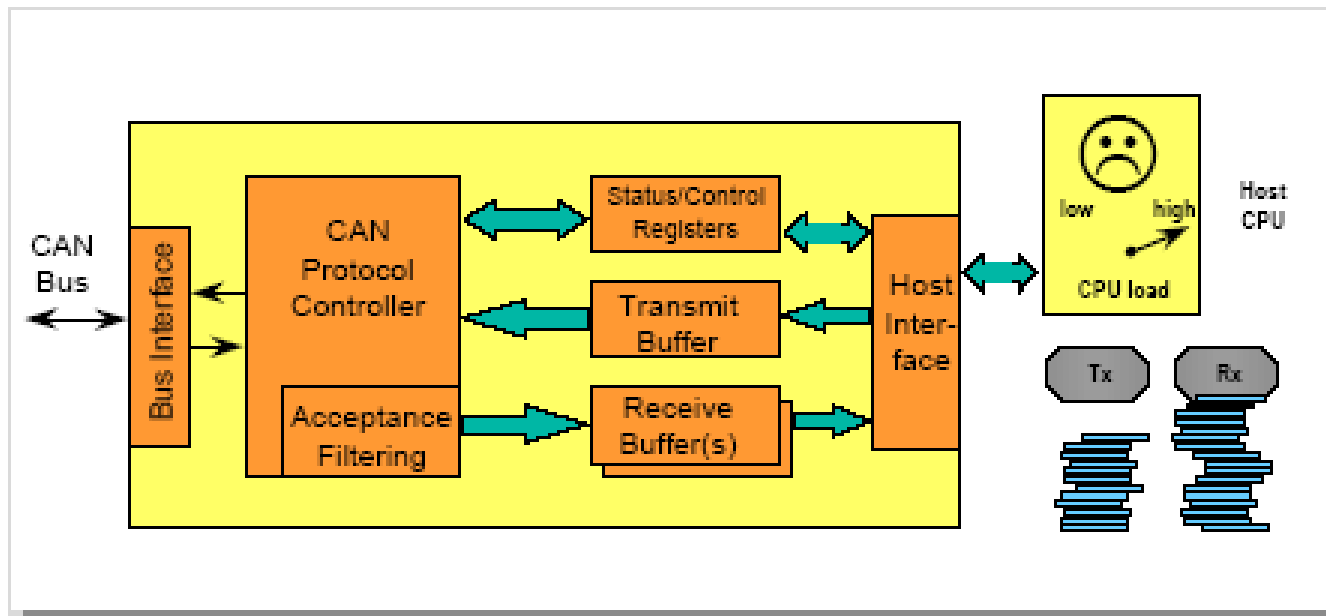 CAN
Bus
Bus Interface
CAN
Protocol
Controller
Acceptance
Filtering
Status/Control
Registers
Transmit
Buffer
Receive
Buffer(s)
Host
Inter-
face
low
high
CPU load
Host
CPU
Tx
Rx